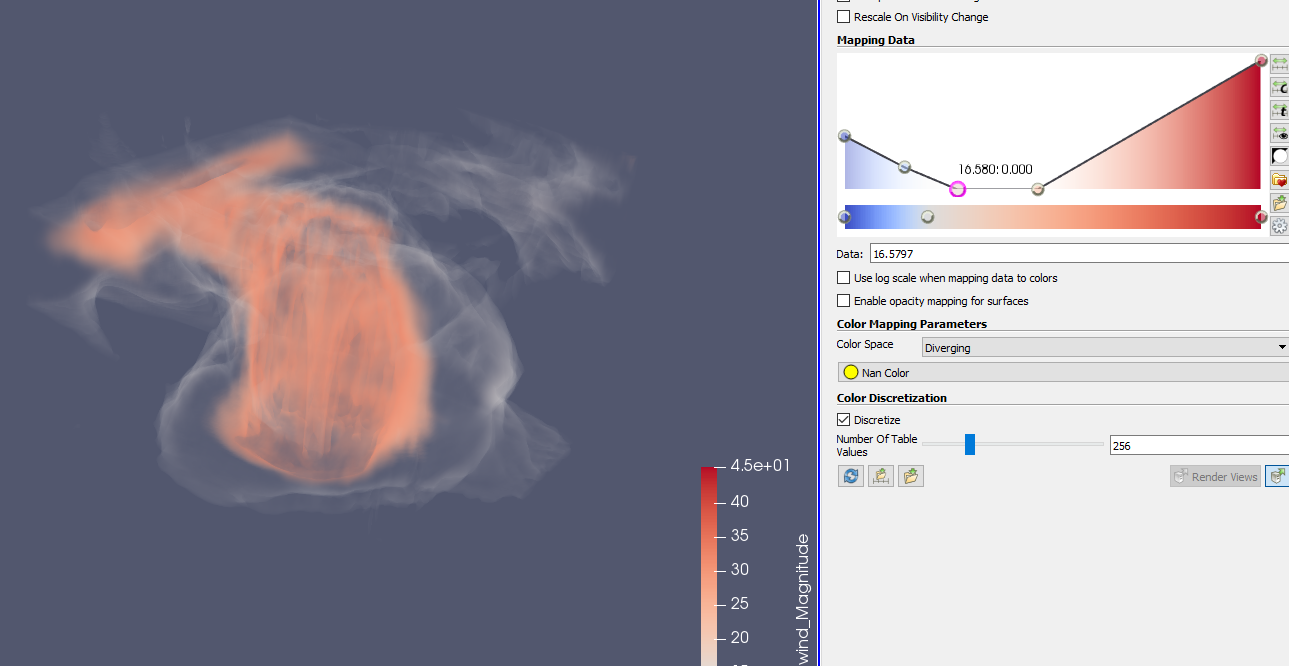 Rescale On Visibility Change
Mapping Data
16.580: 0.000
Data: 16.5797
Use log scale when mapping data to colors
Enable opacity mapping for surfaces
Color Mapping Parameters
Color Space Diverging
Nan Color
Color Discretization
Discretize
Number Of Table
Values
256
Render Views
4.5e+01
40
35
30
25
20
wind_Magnitude